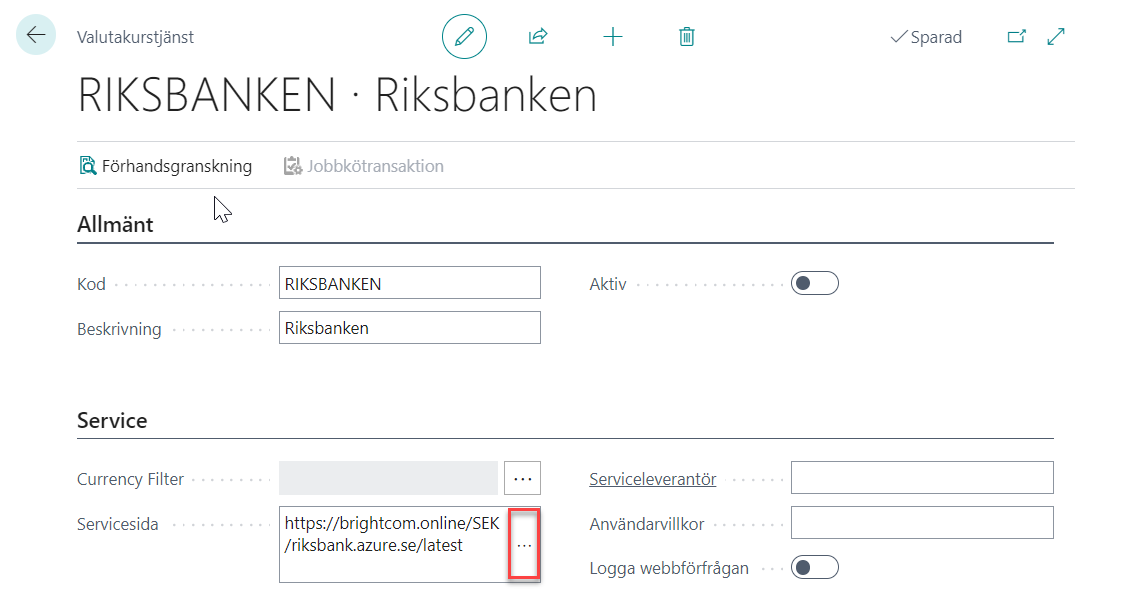 Valutakurstjänst
Sparad
RIKSBANKEN · Riksbanken
Förhandsgranskning Jobbkötransaktion
Allmänt
Kod RIKSBANKEN Aktiv
Beskrivning Riksbanken
Service
Currency Filter ... Serviceleverantör
Servicesida https://brightcom.online/SEK Användarvillkor
/riksbank.azure.se/latest ...
Logga webbförfrågan